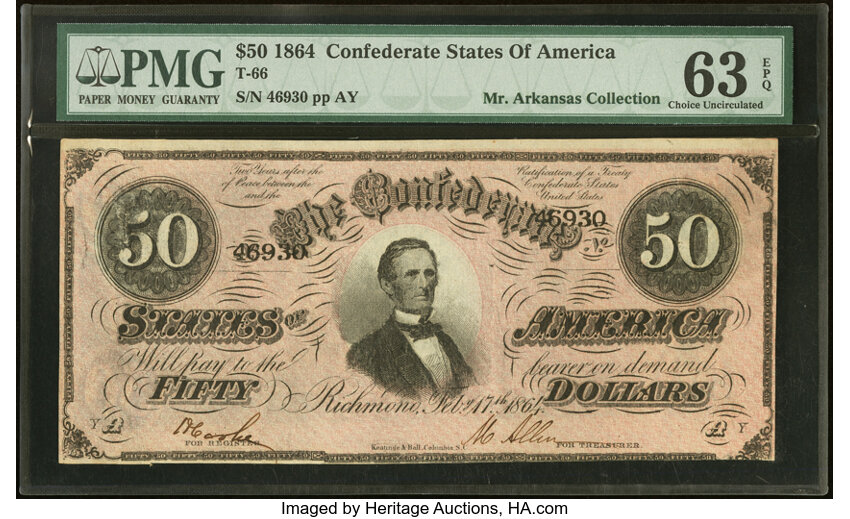 PMG
PAPER MONEY GUARANTY
$50 1864 Confederate States Of America
T-66
S/N 46930 pp AY
Mr. Arkansas Collection
63
EPQ
Choice Uncirculated
Two Years after the
of Peace between the
and the
Ratification of a Treaty
Confederate States
United States
The Confederate
50
46930
46930
No
50
STATES OF
AMERICA
Will pay to the
bearer on demand
FIFTY
DOLLARS
Richmond, Feby. 17th. 1864
Y A
A Y
FOR REGISTER.
Keatinge & Ball, Columbia S.C.
FOR TREASURER.
Imaged by Heritage Auctions, HA.com